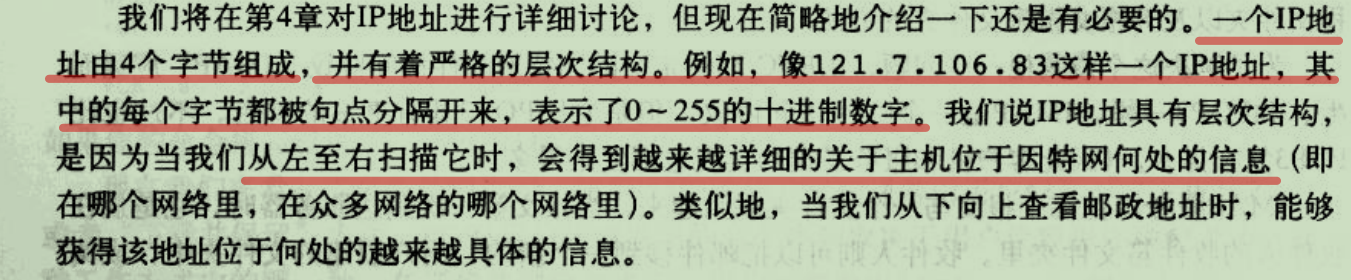 我们将在第4章对IP地址进行详细讨论，但现在简略地介绍一下还是有必要的。一个IP地
址由4个字节组成，并有着严格的层次结构。例如，像121.7.106.83这样一个IP地址，其
中的每个字节都被句点分隔开来，表示了0～255的十进制数字。我们说IP地址具有层次结构，
是因为当我们从左至右扫描它时，会得到越来越详细的关于主机位于因特网何处的信息（即
在哪个网络里，在众多网络的哪个网络里）。类似地，当我们从下向上查看邮政地址时，能够
获得该地址位于何处的越来越具体的信息。